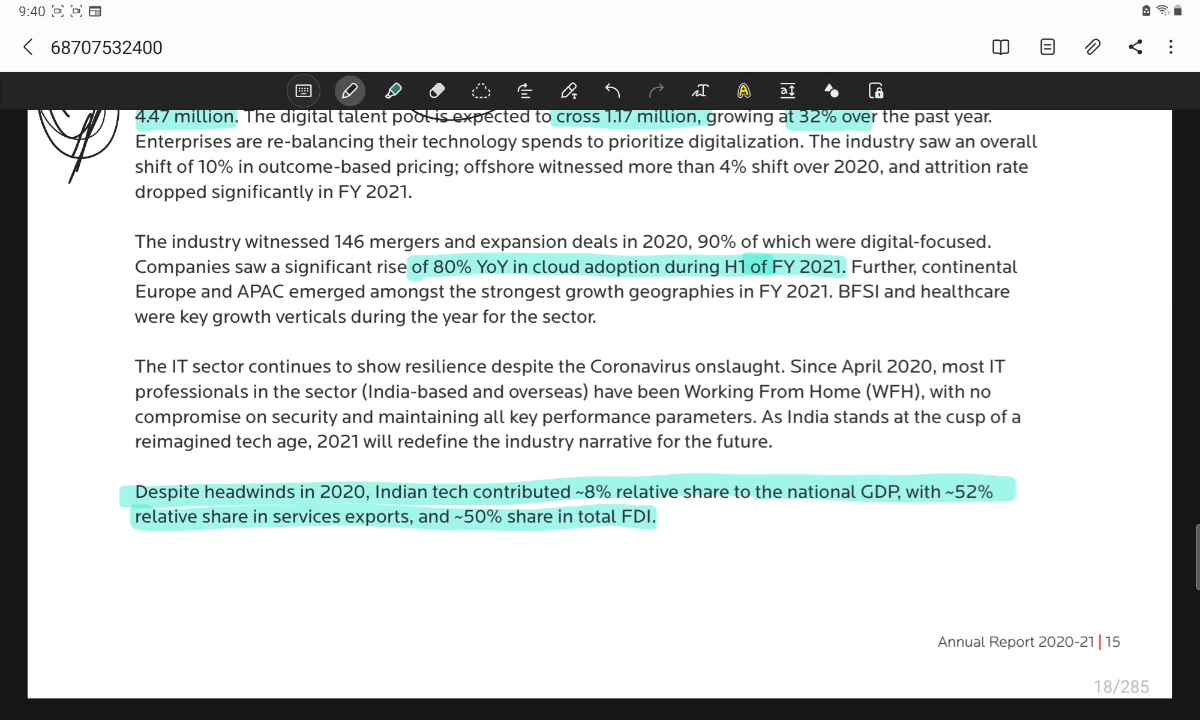 9:40
68707532400
4.47 million. The digital talent pool is expected to cross 1.17 million, growing at 32% over the past year.
Enterprises are re-balancing their technology spends to prioritize digitalization. The industry saw an overall
shift of 10% in outcome-based pricing; offshore witnessed more than 4% shift over 2020, and attrition rate
dropped significantly in FY 2021.
The industry witnessed 146 mergers and expansion deals in 2020, 90% of which were digital-focused.
Companies saw a significant rise of 80% YoY in cloud adoption during H1 of FY 2021. Further, continental
Europe and APAC emerged amongst the strongest growth geographies in FY 2021. BFSI and healthcare
were key growth verticals during the year for the sector.
The IT sector continues to show resilience despite the Coronavirus onslaught. Since April 2020, most IT
professionals in the sector (India-based and overseas) have been Working From Home (WFH), with no
compromise on security and maintaining all key performance parameters. As India stands at the cusp of a
reimagined tech age, 2021 will redefine the industry narrative for the future.
Despite headwinds in 2020, Indian tech contributed ~8% relative share to the national GDP, with ~52%
relative share in services exports, and ~50% share in total FDI.
Annual Report 2020-21 | 15
18/285